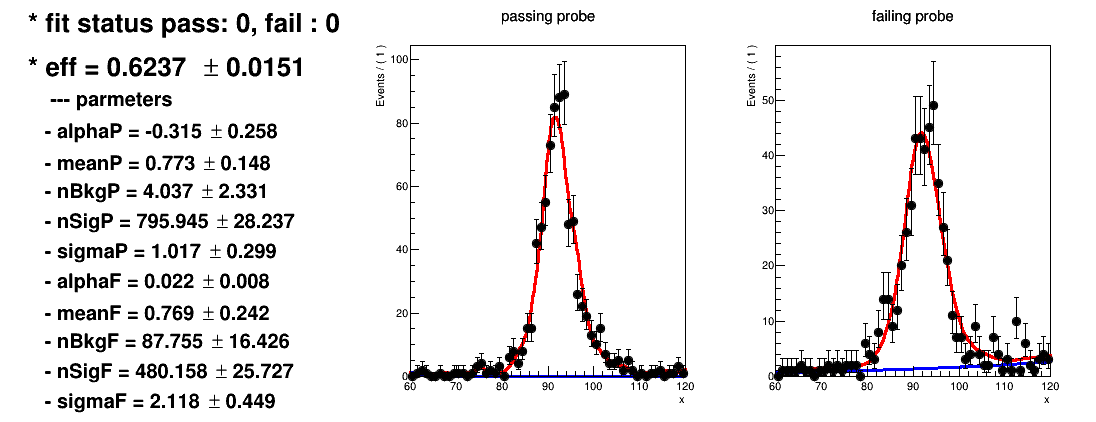 * fit status pass: 0, fail : 0
* eff = 0.6237 ± 0.0151
--- parmeters
- alphaP = -0.315 ± 0.258
- meanP = 0.773 ± 0.148
- nBkgP = 4.037 ± 2.331
- nSigP = 795.945 ± 28.237
- sigmaP = 1.017 ± 0.299
- alphaF = 0.022 ± 0.008
- meanF = 0.769 ± 0.242
- nBkgF = 87.755 ± 16.426
- nSigF = 480.158 ± 25.727
- sigmaF = 2.118 ± 0.449
passing probe
Events / ( 1 )
100
80
60
40
20
0
60 70 80 90 100 110 120
x
failing probe
Events / ( 1 )
50
40
30
20
10
0
60 70 80 90 100 110 120
x